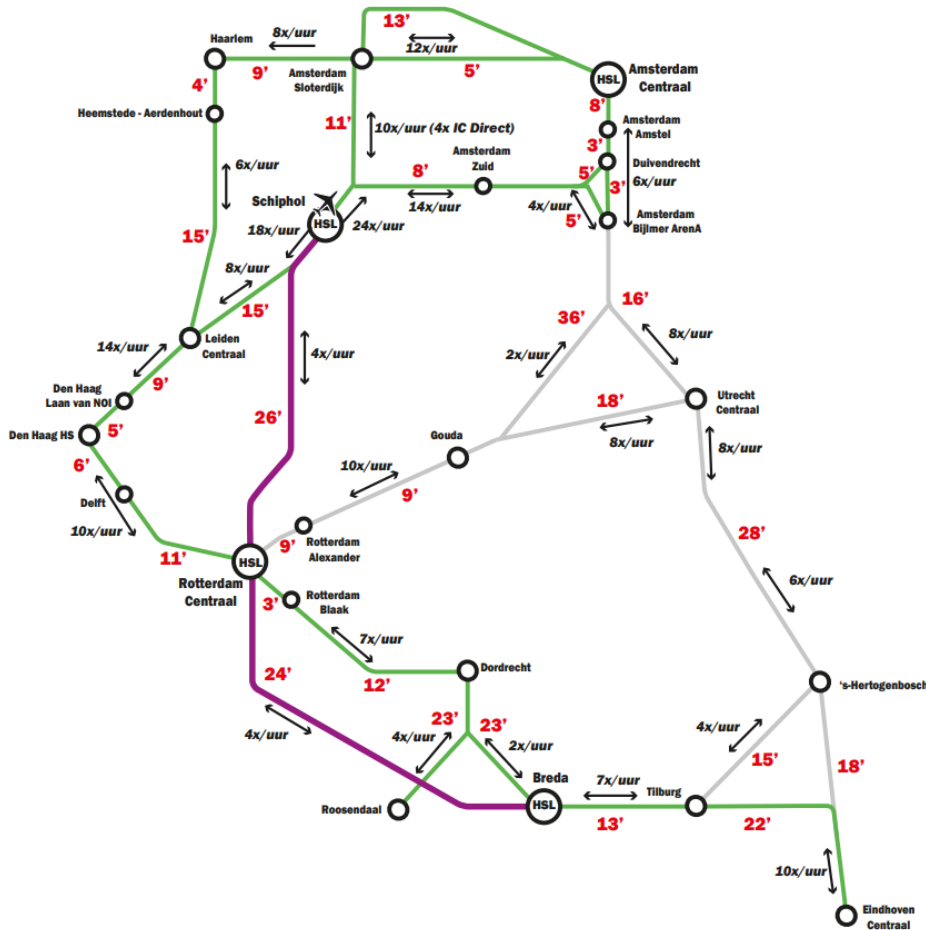 13’
8x/uur
Haarlem
12x/uur
9’
Amsterdam
Sloterdijk
5’
HSL
Amsterdam
Centraal
4’
8’
Heemstede - Aerdenhout
11’
10x/uur (4x IC Direct)
Amsterdam
Amstel
3’
Amsterdam
Zuid
Duivendrecht
6x/uur
8’
5’
3’
6x/uur
Schiphol
14x/uur
4x/uur
5’
Amsterdam
Bijlmer ArenA
HSL
18x/uur
24x/uur
15’
8x/uur
15’
16’
36’
Leiden
Centraal
14x/uur
4x/uur
2x/uur
8x/uur
9’
Den Haag
Laan van NOI
18’
Utrecht
Centraal
26’
Den Haag HS
5’
Gouda
8x/uur
8x/uur
6’
10x/uur
9’
Delft
10x/uur
11’
9’
Rotterdam
Alexander
28’
HSL
Rotterdam
Centraal
3’
Rotterdam
Blaak
6x/uur
7x/uur
24’
12’
Dordrecht
's-Hertogenbosch
4x/uur
23’
23’
4x/uur
2x/uur
4x/uur
15’
18’
Breda
7x/uur
Tilburg
Roosendaal
HSL
13’
22’
10x/uur
Eindhoven
Centraal